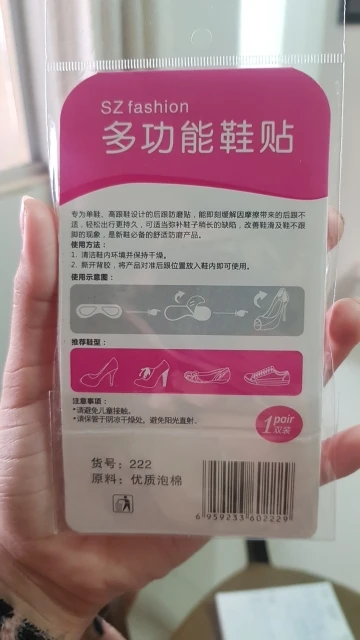 SZ fashion
多功能鞋贴
专为单鞋、高跟鞋设计的后跟防磨贴，能即刻缓解因摩擦带来的后跟不
适，轻松出行更持久，可适当弥补鞋子稍长的缺陷，改善鞋滑及鞋不跟
脚的现象，是新鞋必备的舒适防磨产品。
使用方法：
1. 清洁鞋内环境并保持干燥。
2. 撕开背胶，将产品对准后跟位置放入鞋内即可使用。
使用示意图：
推荐鞋型：
注意事项：
*请避免儿童接触。
*请保管于阴凉干燥处，避免阳光直射。
1 pair
双装
货号：222
原料：优质泡棉
6 959233 602229